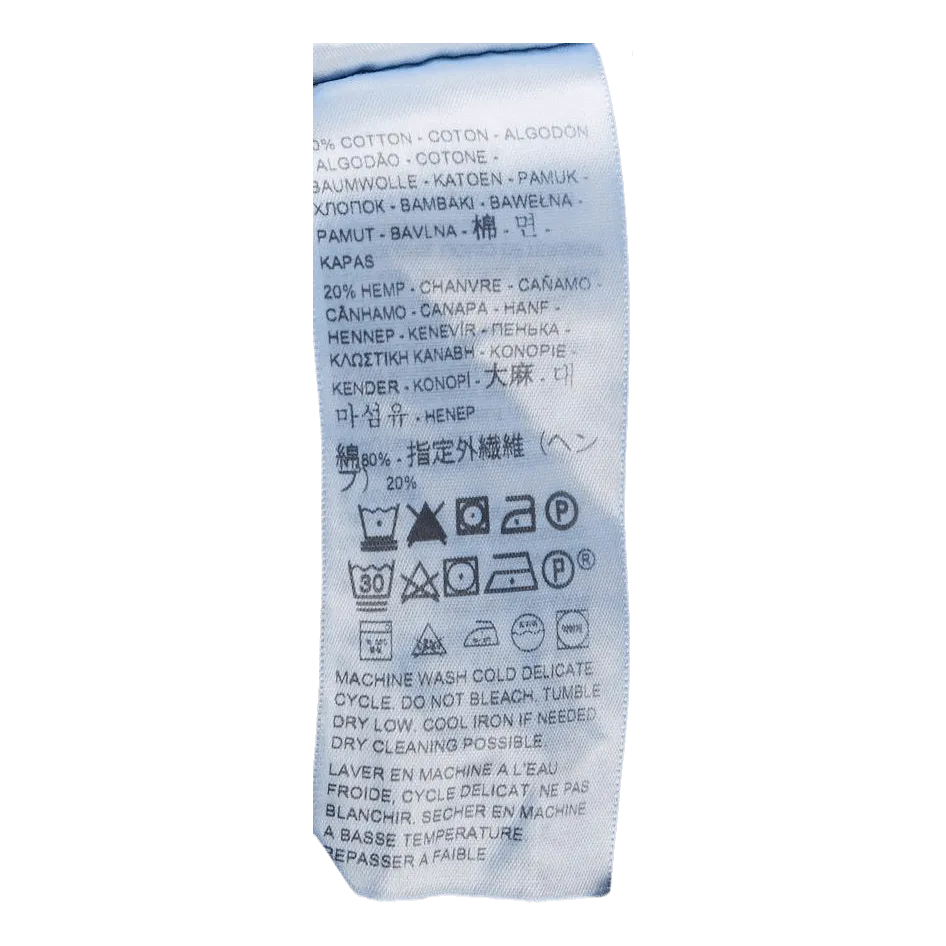 0% COTTON - COTON - ALGODÓN
ALGODÃO - COTONE -
BAUMWOLLE - KATOEN - PAMUK -
ХЛОПОК - BAMBAKI - BAWEŁNA -
PAMUT - BAVLNA - 棉 - 면 -
KAPAS
20% HEMP - CHANVRE - CAÑAMO -
CÂNHAMO - CANAPA - HANF -
HENNEP - KENEVİR - ПЕНЬКА -
ΚΛΩΣΤΙΚΗ ΚΑΝΑΒΗ - KONOPIE -
KENDER - KONOPÍ - 大麻 - 대
마섬유 - HENEP
綿80% - 指定外繊維（ヘン
プ） 20%
P
30 P ®
MACHINE WASH COLD DELICATE
CYCLE. DO NOT BLEACH. TUMBLE
DRY LOW. COOL IRON IF NEEDED
DRY CLEANING POSSIBLE.
LAVER EN MACHINE A L'EAU
FROIDE, CYCLE DELICAT. NE PAS
BLANCHIR. SECHER EN MACHINE
A BASSE TEMPERATURE.
REPASSER A FAIBLE